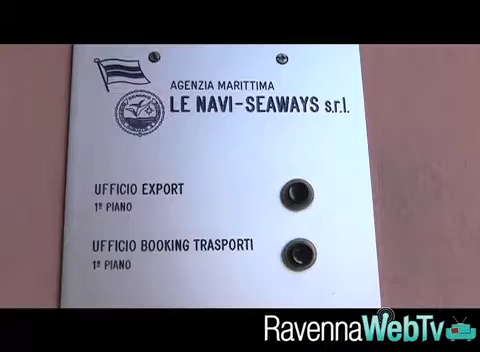 AGENZIA MARITTIMA
LE NAVI-SEAWAYS s.r.l.
UFFICIO EXPORT
1º PIANO
UFFICIO BOOKING TRASPORTI
1º PIANO
RavennaWebTv